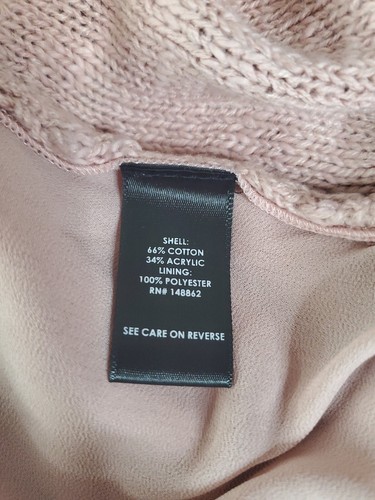 SHELL:
66% COTTON
34% ACRYLIC
LINING:
100% POLYESTER
RN# 148862
SEE CARE ON REVERSE